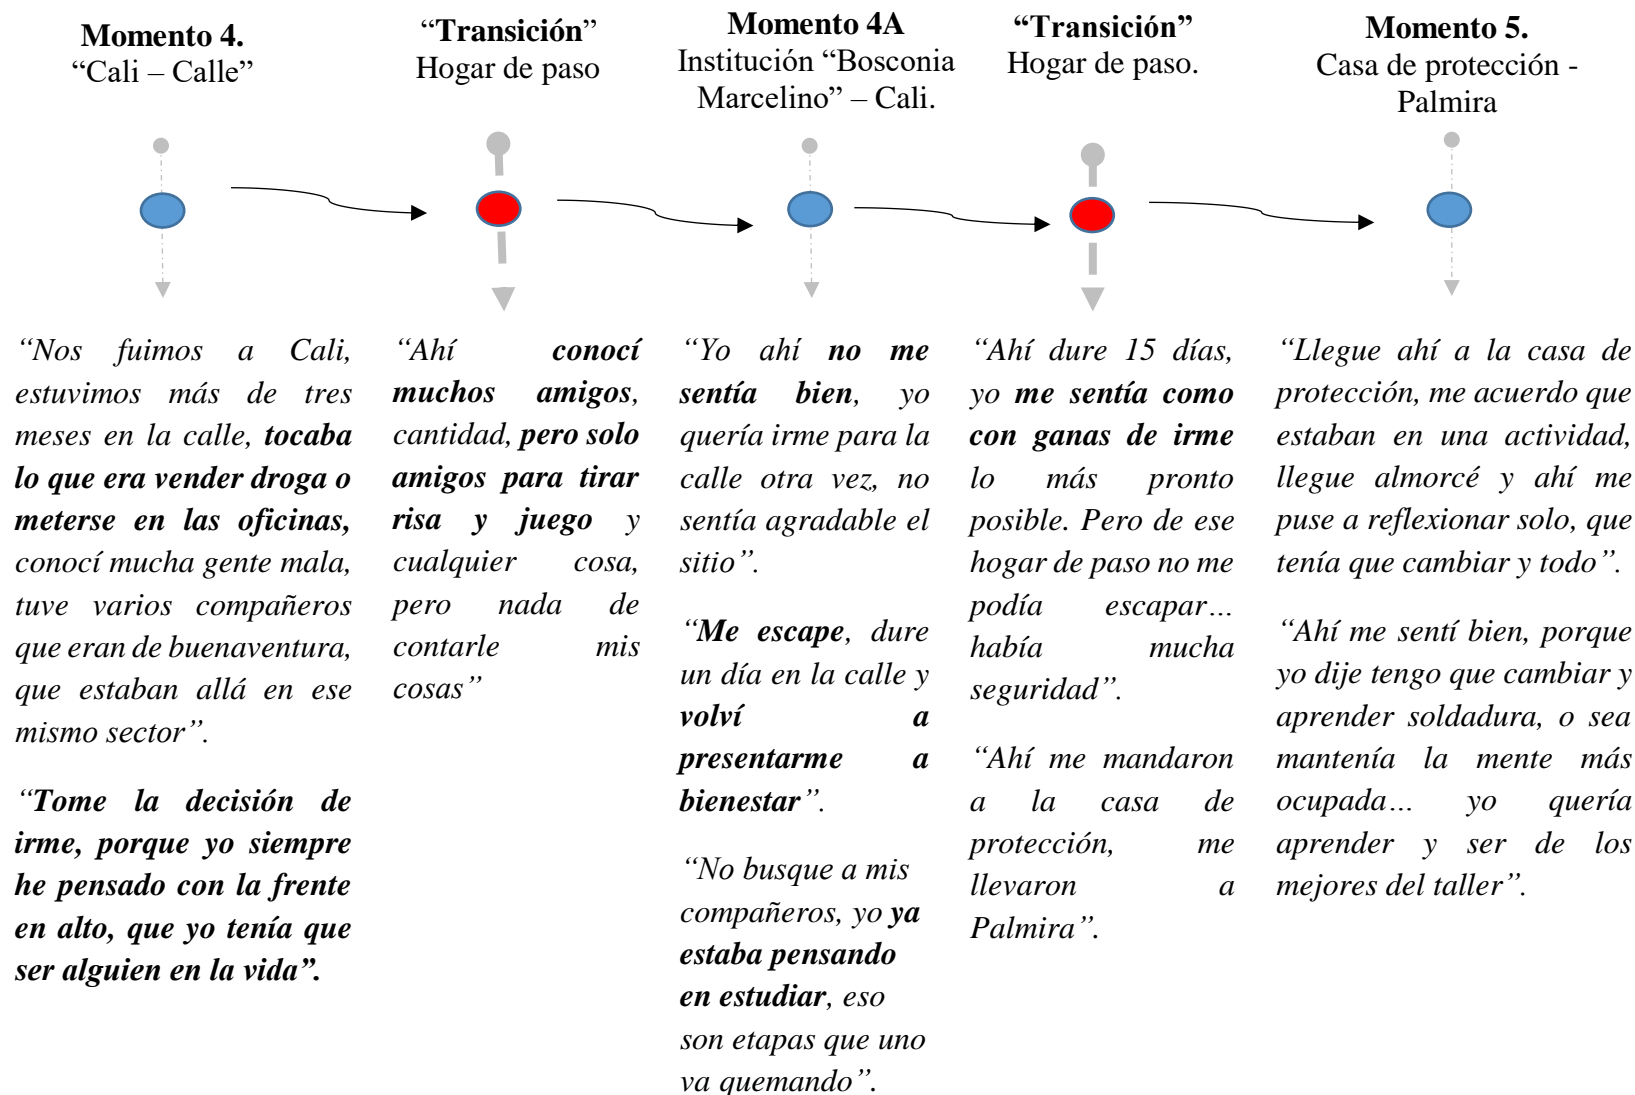 Momento 4.
“Cali – Calle”
“Transición”
Hogar de paso
Momento 4A
Institución “Bosconia
Marcelino” – Cali.
“Transición”
Hogar de paso.
Momento 5.
Casa de protección -
Palmira
“Nos fuimos a Cali,
estuvimos más de tres
meses en la calle, tocaba
lo que era vender droga o
meterse en las oficinas,
conocí mucha gente mala,
tuve varios compañeros
que eran de buenaventura,
que estaban allá en ese
mismo sector”.
“Tome la decisión de
irme, porque yo siempre
he pensado con la frente
en alto, que yo tenía que
ser alguien en la vida”.
“Ahí conocí
muchos amigos,
cantidad, pero solo
amigos para tirar
risa y juego y
cualquier cosa,
pero nada de
contarle mis
cosas”
“Yo ahí no me
sentía bien, yo
quería irme para la
calle otra vez, no
sentía agradable el
sitio”.
“Me escape, dure
un día en la calle y
volví a
presentarme a
bienestar”.
“No busque a mis
compañeros, yo ya
estaba pensando
en estudiar, eso
son etapas que uno
va quemando”.
“Ahí dure 15 días,
yo me sentía como
con ganas de irme
lo más pronto
posible. Pero de ese
hogar de paso no me
podía escapar…
había mucha
seguridad”.
“Ahí me mandaron
a la casa de
protección, me
llevaron a
Palmira”.
“Llegue ahí a la casa de
protección, me acuerdo que
estaban en una actividad,
llegue almorcé y ahí me
puse a reflexionar solo, que
tenía que cambiar y todo”.
“Ahí me sentí bien, porque
yo dije tengo que cambiar y
aprender soldadura, o sea
mantenía la mente más
ocupada… yo quería
aprender y ser de los
mejores del taller”.